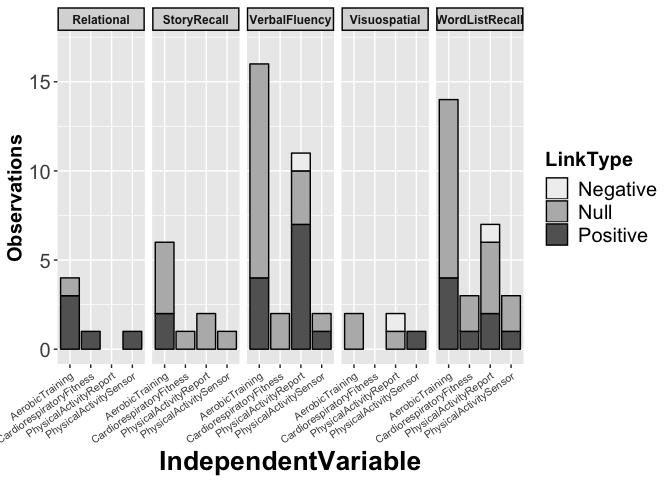 Relational StoryRecall VerbalFluency Visuospatial WordListRecall
15
10
5
0
Observations
LinkType
Negative
Null
Positive
AerobicTraining
CardiorespiratoryFitness
PhysicalActivityReport
PhysicalActivitySensor
AerobicTraining
CardiorespiratoryFitness
PhysicalActivityReport
PhysicalActivitySensor
AerobicTraining
CardiorespiratoryFitness
PhysicalActivityReport
PhysicalActivitySensor
AerobicTraining
CardiorespiratoryFitness
PhysicalActivityReport
PhysicalActivitySensor
AerobicTraining
CardiorespiratoryFitness
PhysicalActivityReport
PhysicalActivitySensor
IndependentVariable